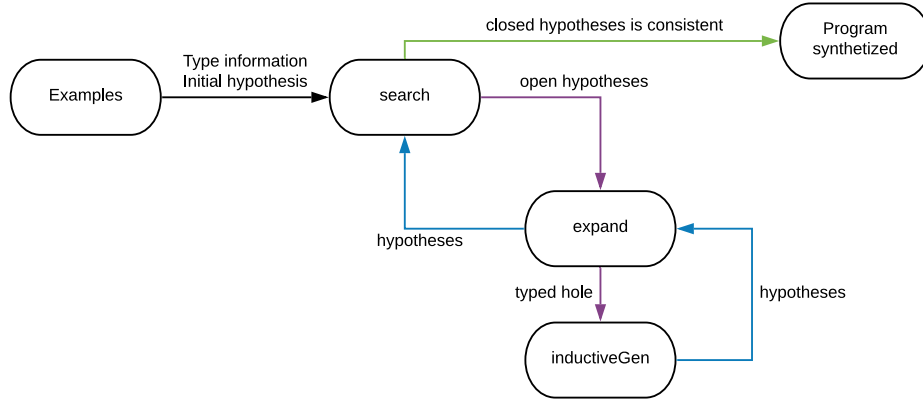 closed hypotheses is consistent
Program
synthetized
Type information
Initial hypothesis
Examples
search
open hypotheses
hypotheses
expand
typed hole
hypotheses
inductiveGen